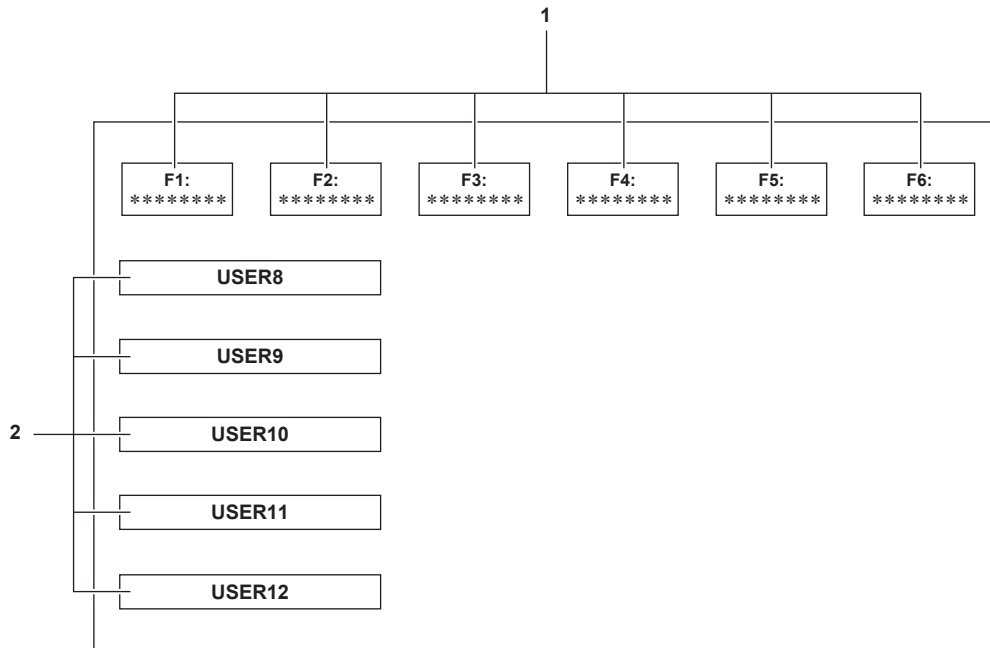 1
F1: F2: F3: F4: F5: F6:
******** ******** ******** ******** ******** ********
USER8
USER9
2 USER10
USER11
USER12